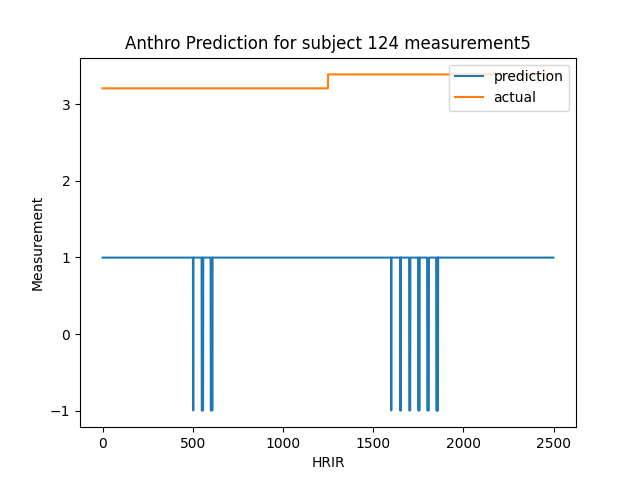 Anthro Prediction for subject 124 measurement5
prediction
actual
Measurement
3
2
1
0
−1
0 500 1000 1500 2000 2500
HRIR